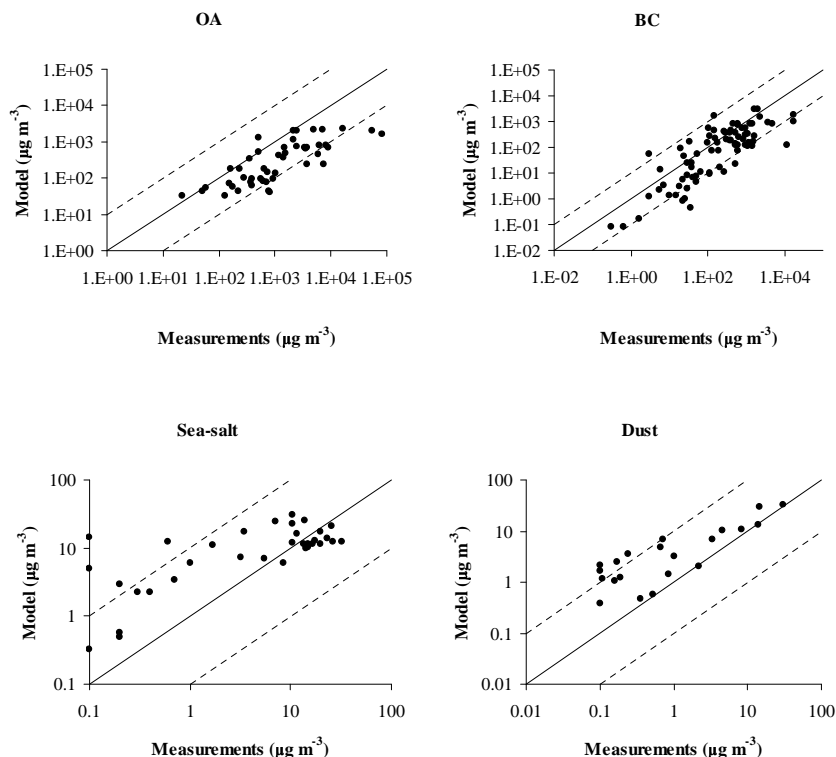 OA
1.E+05
1.E+04
1.E+03
1.E+02
1.E+01
1.E+00
Model (µg m-3)
1.E+00 1.E+01 1.E+02 1.E+03 1.E+04 1.E+05
Measurements (µg m-3)
BC
1.E+05
1.E+04
1.E+03
1.E+02
1.E+01
1.E+00
1.E-01
1.E-02
Model (µg m-3)
1.E-02 1.E+00 1.E+02 1.E+04
Measurements (µg m-3)
Sea-salt
100
10
1
0.1
Model (µg m-3)
0.1 1 10 100
Measurements (µg m-3)
Dust
100
10
1
0.1
0.01
Model (µg m-3)
0.01 0.1 1 10 100
Measurements (µg m-3)